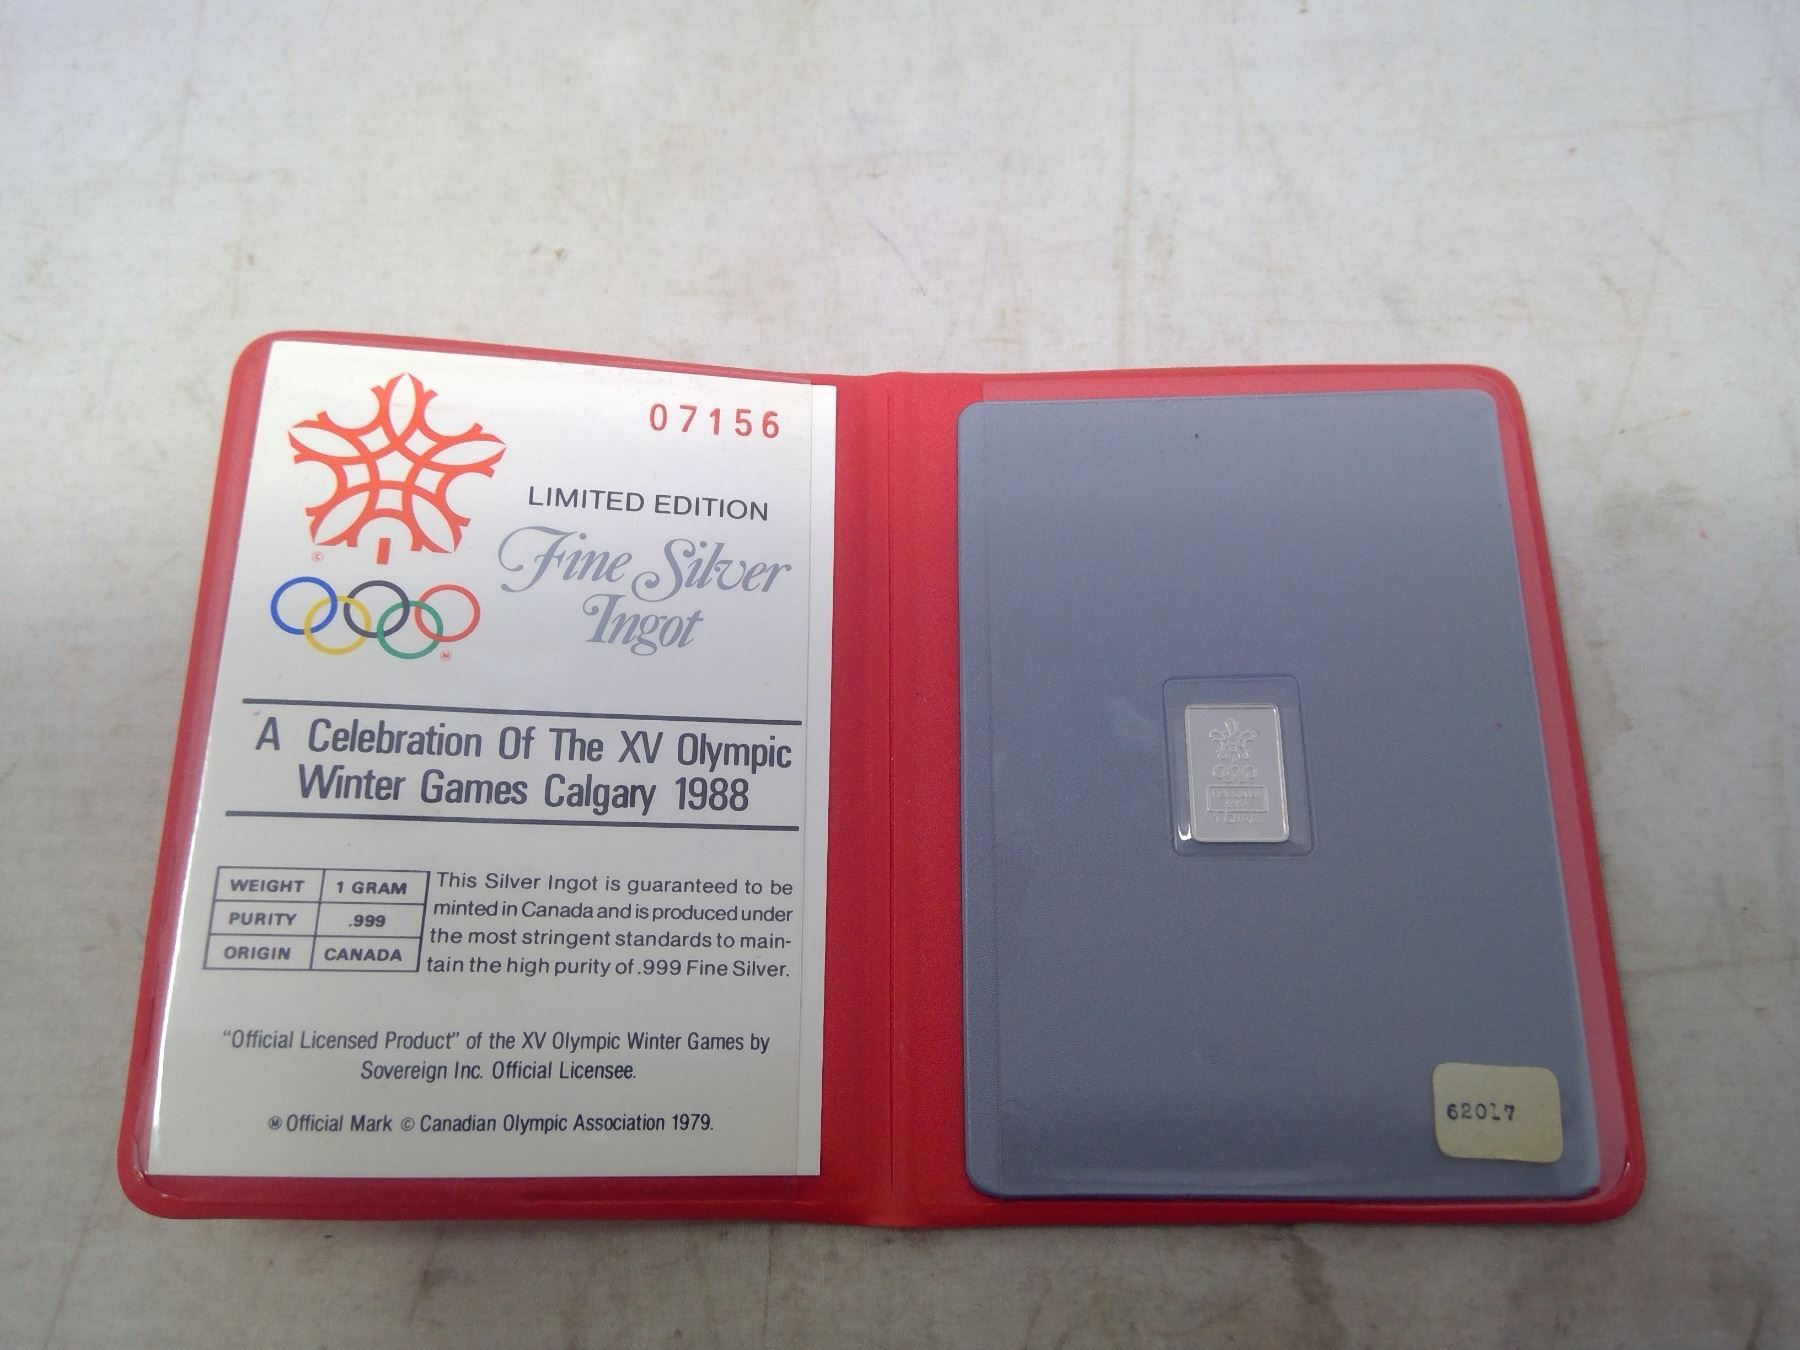 07156
LIMITED EDITION
Fine Silver
Ingot
©
M
A Celebration Of The XV Olympic
Winter Games Calgary 1988
WEIGHT 1 GRAM
PURITY .999
ORIGIN CANADA
This Silver Ingot is guaranteed to be
minted in Canada and is produced under
the most stringent standards to main-
tain the high purity of .999 Fine Silver.
"Official Licensed Product" of the XV Olympic Winter Games by
Sovereign Inc. Official Licensee.
Ⓜ Official Mark © Canadian Olympic Association 1979.
62017